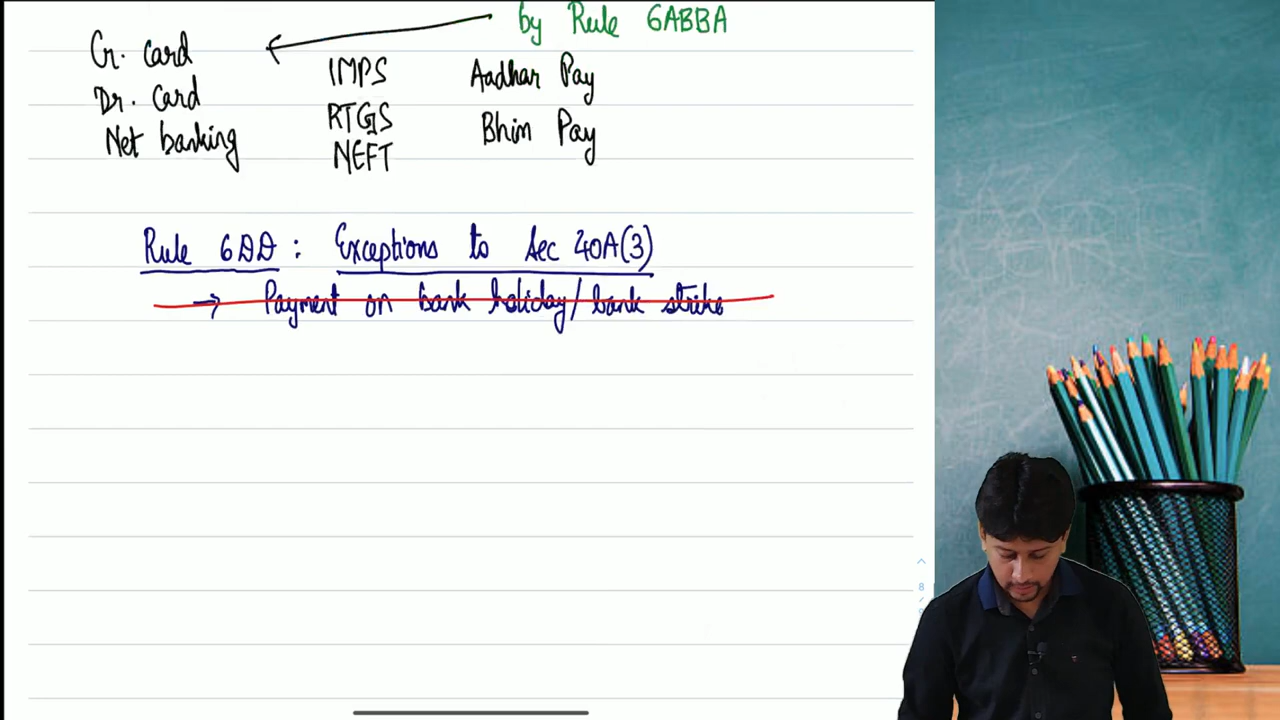 by Rule 6ABBA
Cr. card
Dr. Card
Net banking
IMPS
RTGS
NEFT
Aadhar Pay
Bhim Pay
Rule 6DD : Exceptions to Sec 40A(3)
→ Payment on bank holiday/ bank strike
8
/